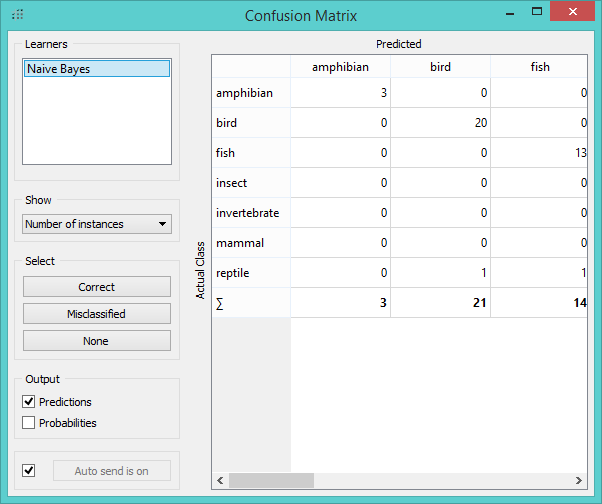 Confusion Matrix
Learners
Naive Bayes
Show
Number of instances
Select
Correct
Misclassified
None
Output
Predictions
Probabilities
Auto send is on
Predicted
Actual Class
amphibian bird fish
amphibian 3 0 0
bird 0 20 0
fish 0 0 13
insect 0 0 0
invertebrate 0 0 0
mammal 0 0 0
reptile 0 1 1
∑ 3 21 14